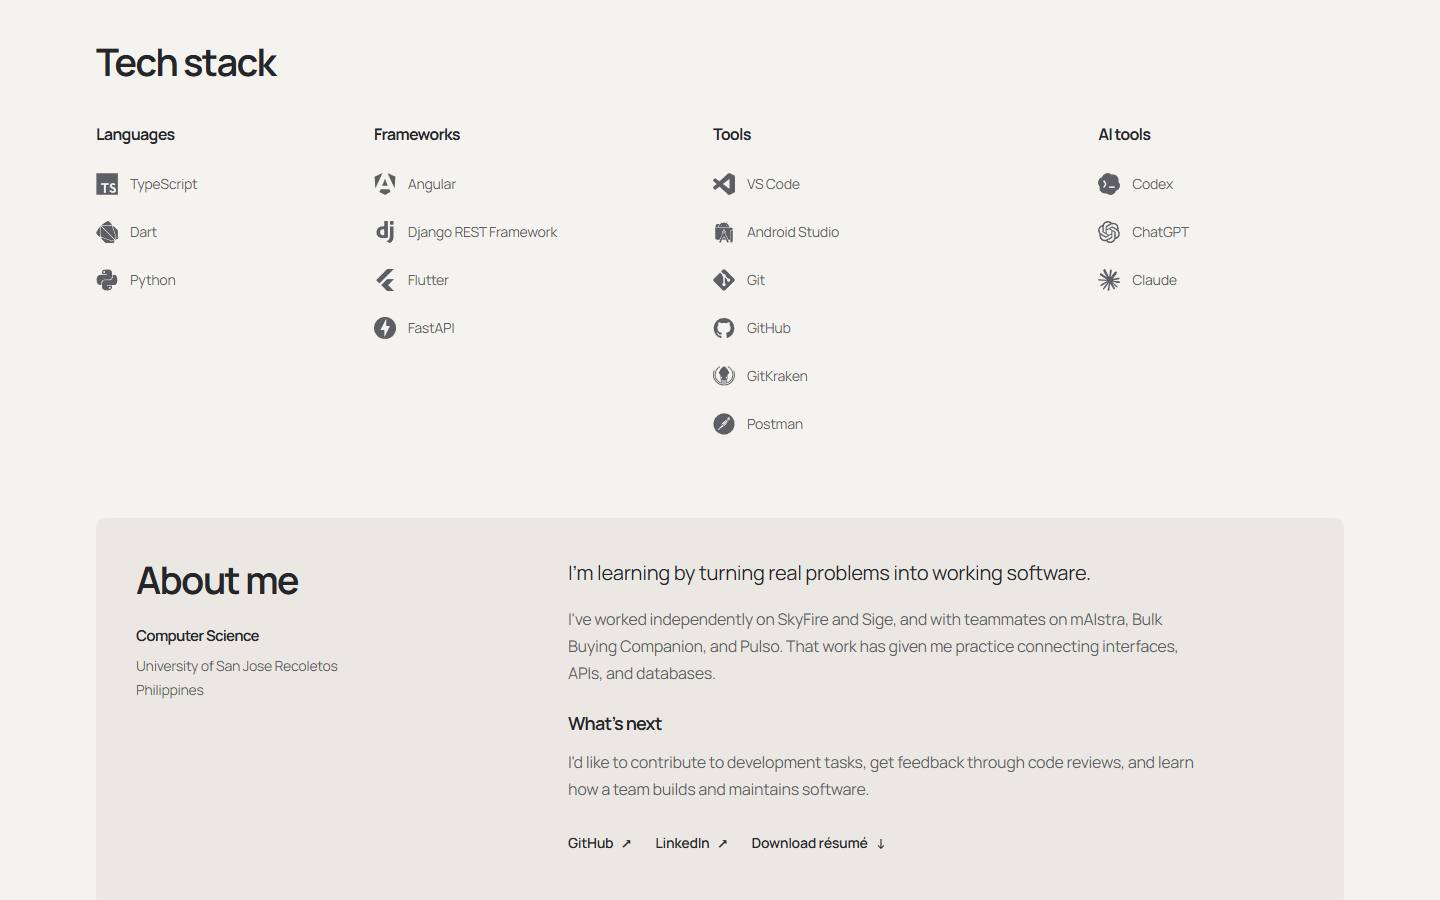 Tech stack
Languages
TypeScript
Dart
Python
Frameworks
Angular
Django REST Framework
Flutter
FastAPI
Tools
VS Code
Android Studio
Git
GitHub
GitKraken
Postman
AI tools
Codex
ChatGPT
Claude
About me
Computer Science
University of San Jose Recoletos
Philippines
I’m learning by turning real problems into working software.
I’ve worked independently on SkyFire and Sige, and with teammates on mAIstra, Bulk
Buying Companion, and Pulso. That work has given me practice connecting interfaces,
APIs, and databases.
What’s next
I’d like to contribute to development tasks, get feedback through code reviews, and learn
how a team builds and maintains software.
GitHub ↗ LinkedIn ↗ Download résumé ↓